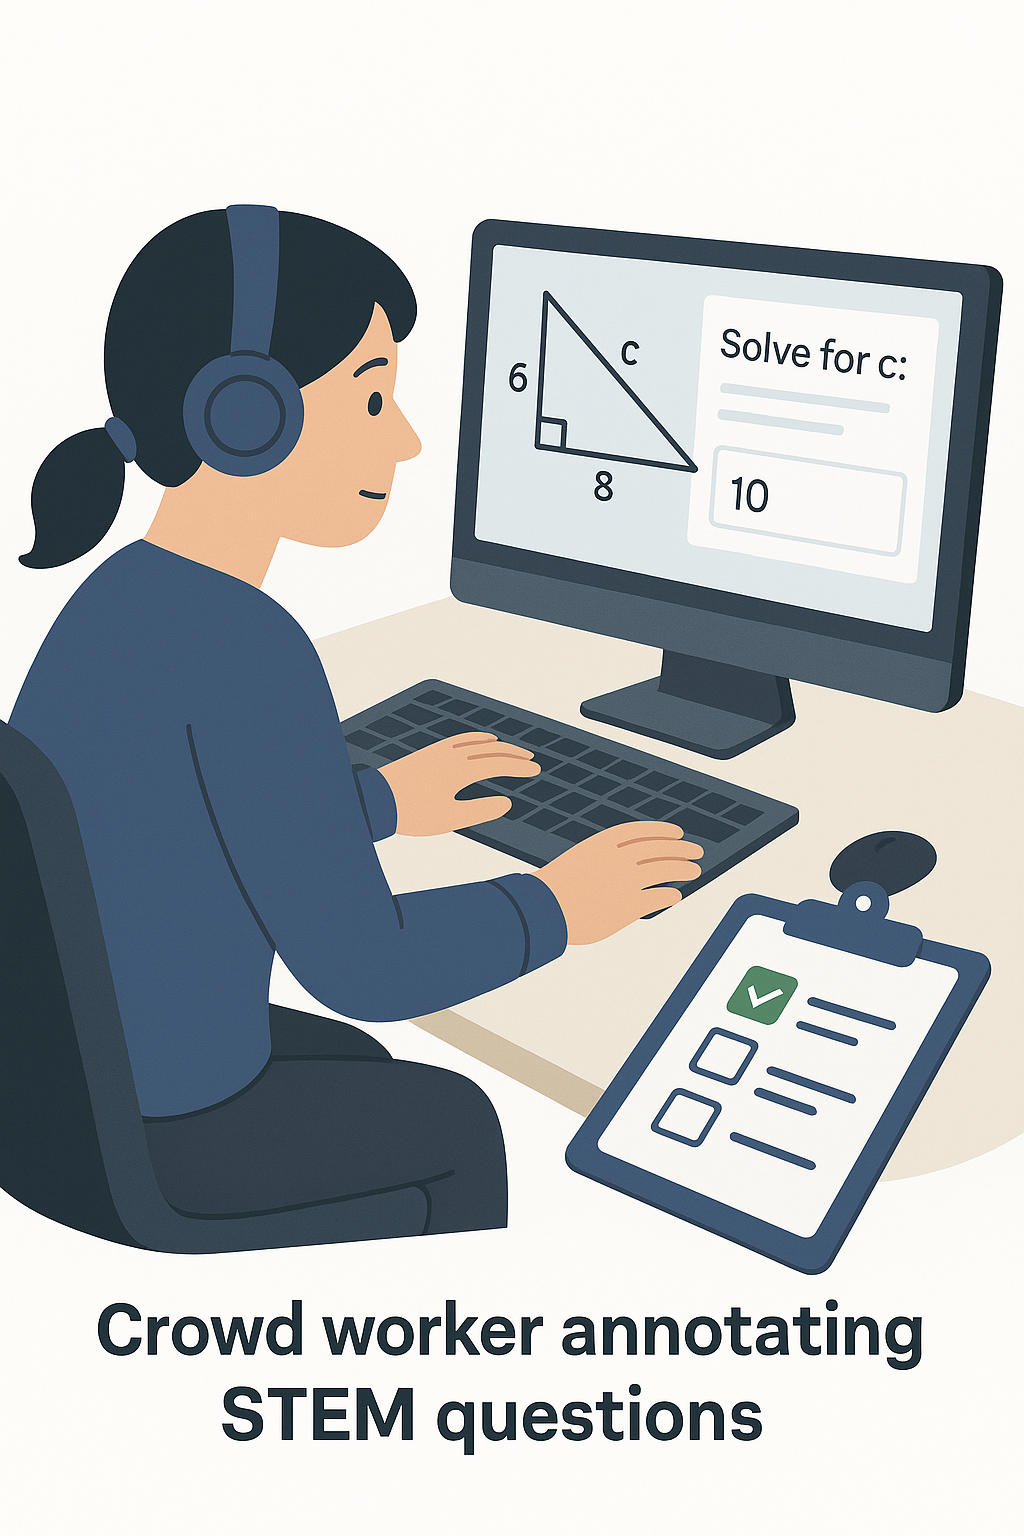 6
c
8
Solve for c:
10
Crowd worker annotating
STEM questions